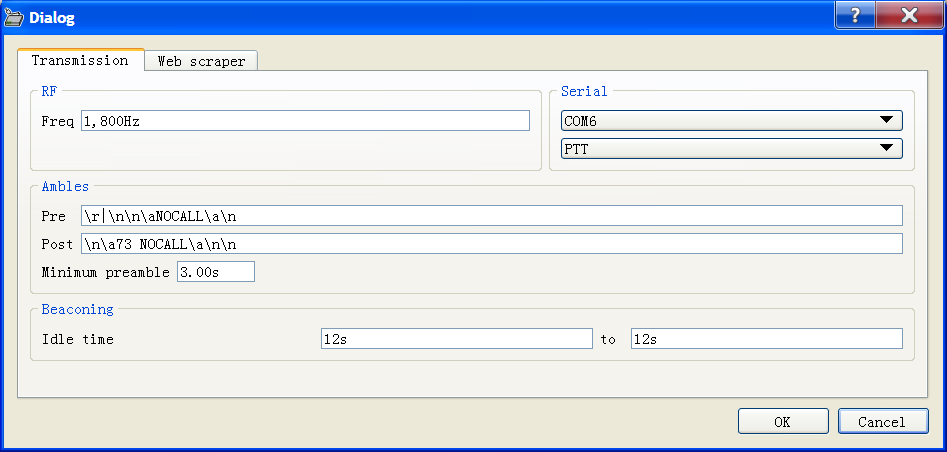 Dialog
?
Transmission
Web scraper
RF
Freq 1,800Hz
Serial
COM6
PTT
Ambles
Pre \r|\n\n\aNOCALL\a\n
Post \n\a73 NOCALL\a\n\n
Minimum preamble 3.00s
Beaconing
Idle time 12s to 12s
OK Cancel